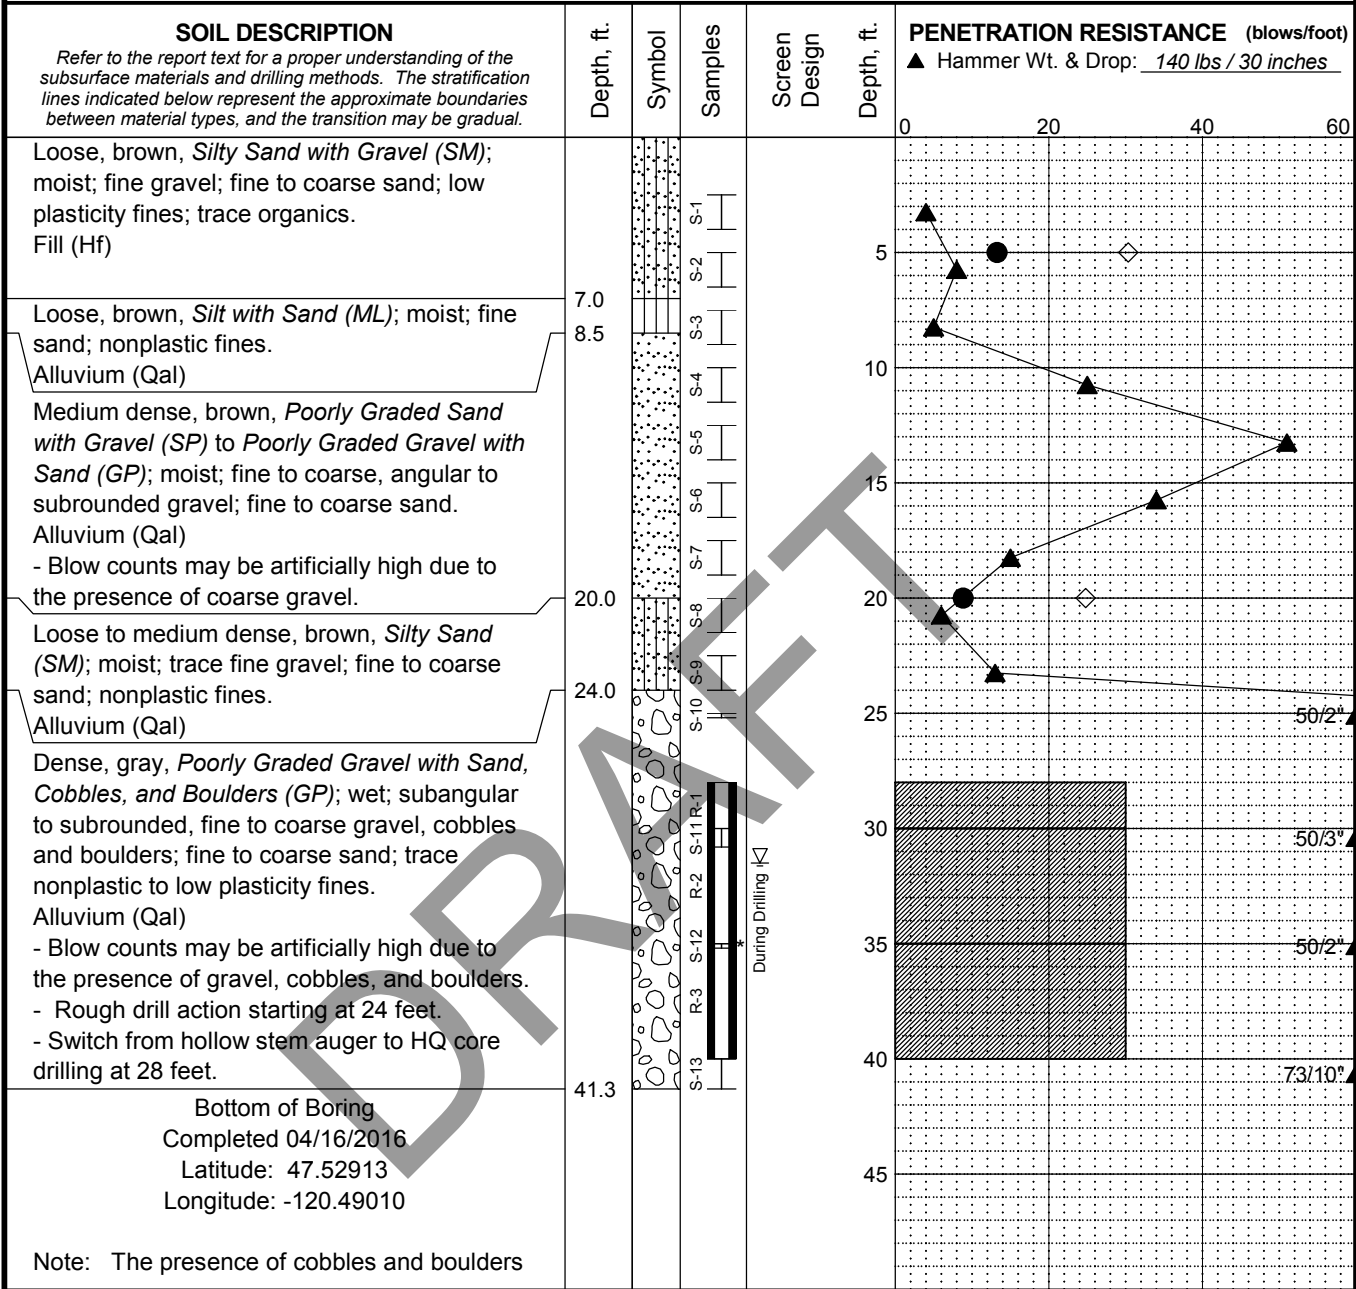 SOIL DESCRIPTION
Refer to the report text for a proper understanding of the
subsurface materials and drilling methods. The stratification
lines indicated below represent the approximate boundaries
between material types, and the transition may be gradual.
Depth, ft.
Symbol
Samples
Screen
Design
Depth, ft.
PENETRATION RESISTANCE (blows/foot)
▲ Hammer Wt. & Drop: 140 lbs / 30 inches
0 20 40 60
Loose, brown, Silty Sand with Gravel (SM);
moist; fine gravel; fine to coarse sand; low
plasticity fines; trace organics.
Fill (Hf)
7.0
Loose, brown, Silt with Sand (ML); moist; fine
sand; nonplastic fines.
Alluvium (Qal)
8.5
Medium dense, brown, Poorly Graded Sand
with Gravel (SP) to Poorly Graded Gravel with
Sand (GP); moist; fine to coarse, angular to
subrounded gravel; fine to coarse sand.
Alluvium (Qal)
- Blow counts may be artificially high due to
the presence of coarse gravel.
20.0
Loose to medium dense, brown, Silty Sand
(SM); moist; trace fine gravel; fine to coarse
sand; nonplastic fines.
Alluvium (Qal)
24.0
Dense, gray, Poorly Graded Gravel with Sand,
Cobbles, and Boulders (GP); wet; subangular
to subrounded, fine to coarse gravel, cobbles
and boulders; fine to coarse sand; trace
nonplastic to low plasticity fines.
Alluvium (Qal)
- Blow counts may be artificially high due to
the presence of gravel, cobbles, and boulders.
- Rough drill action starting at 24 feet.
- Switch from hollow stem auger to HQ core
drilling at 28 feet.
41.3
Bottom of Boring
Completed 04/16/2016
Latitude: 47.52913
Longitude: -120.49010
Note: The presence of cobbles and boulders
S-1
S-2
S-3
S-4
S-5
S-6
S-7
S-8
S-9
S-10
R-1
S-11
R-2
S-12
*
R-3
S-13
During Drilling
5
10
15
20
25
30
35
40
45
50/2"
50/3"
50/2"
73/10"
DRAFT